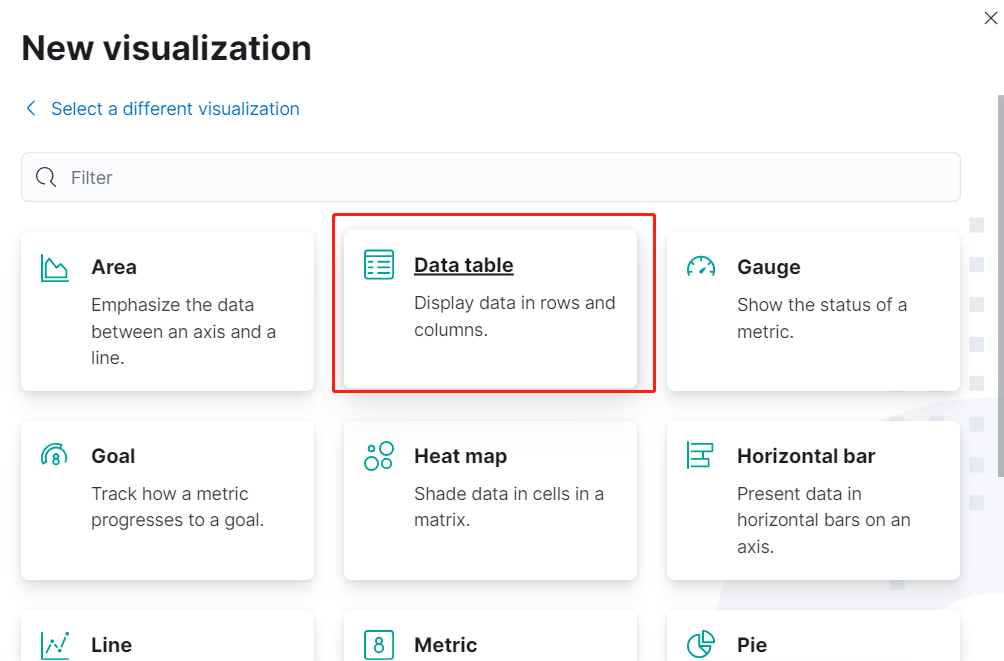 New visualization
Select a different visualization
Filter
Area
Emphasize the data
between an axis and a
line.
Data table
Display data in rows and
columns.
Gauge
Show the status of a
metric.
Goal
Track how a metric
progresses to a goal.
Heat map
Shade data in cells in a
matrix.
Horizontal bar
Present data in
horizontal bars on an
axis.
Line
8
Metric
Pie